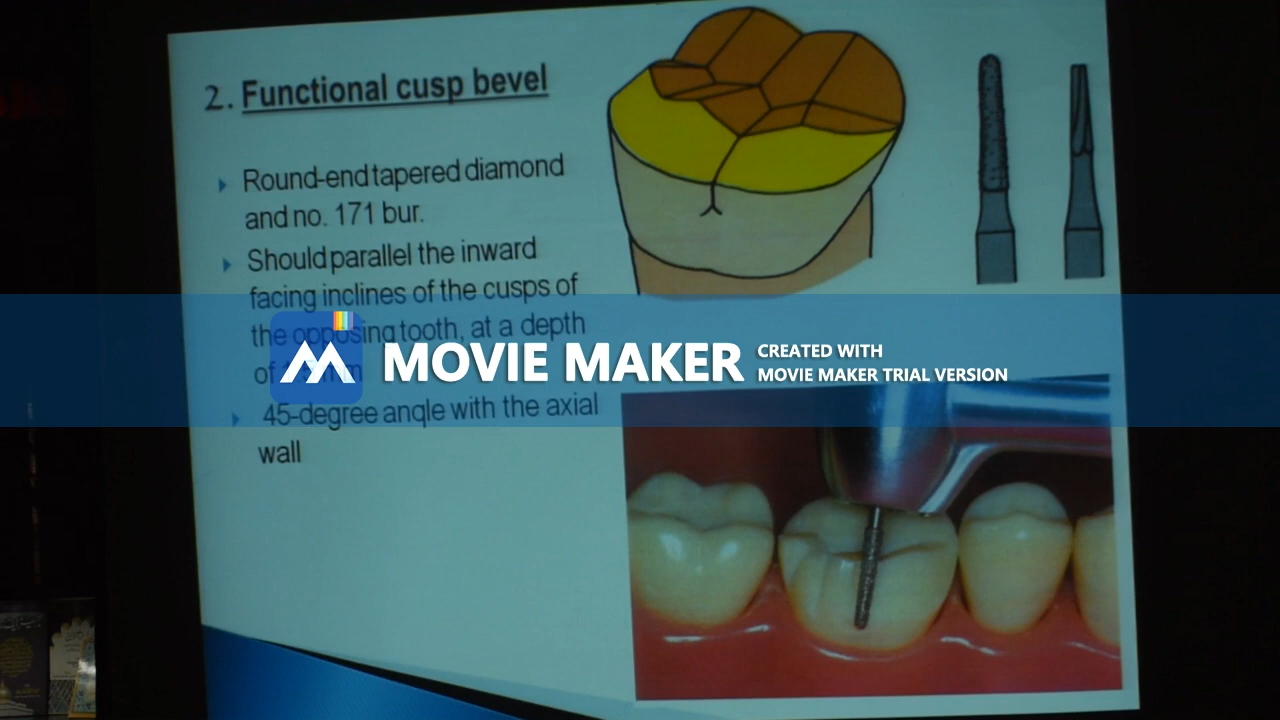 2. Functional cusp bevel
Round-end tapered diamond
and no. 171 bur.
Should parallel the inward
facing inclines of the cusps of
the opposing tooth, at a depth
of
45-degree angle with the axial
wall
MOVIE MAKER
CREATED WITH
MOVIE MAKER TRIAL VERSION